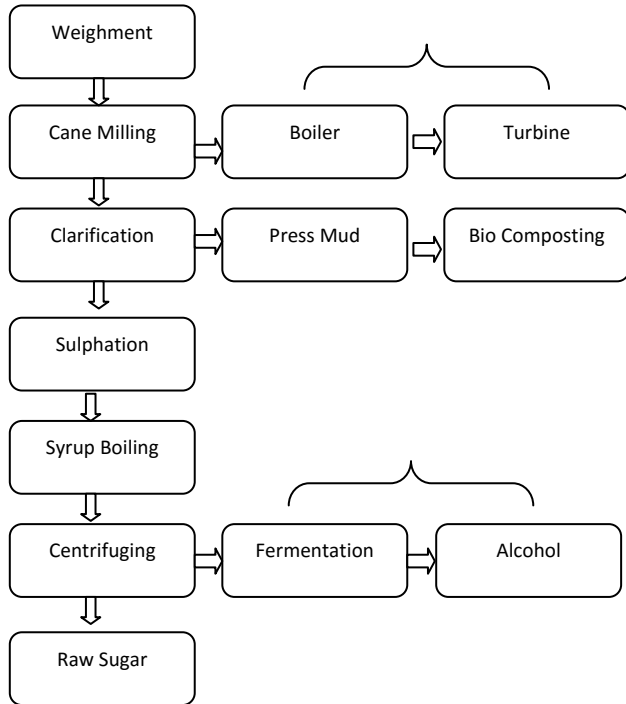 Weighment
Cane Milling
Boiler
Turbine
Clarification
Press Mud
Bio Composting
Sulphation
Syrup Boiling
Centrifuging
Fermentation
Alcohol
Raw Sugar